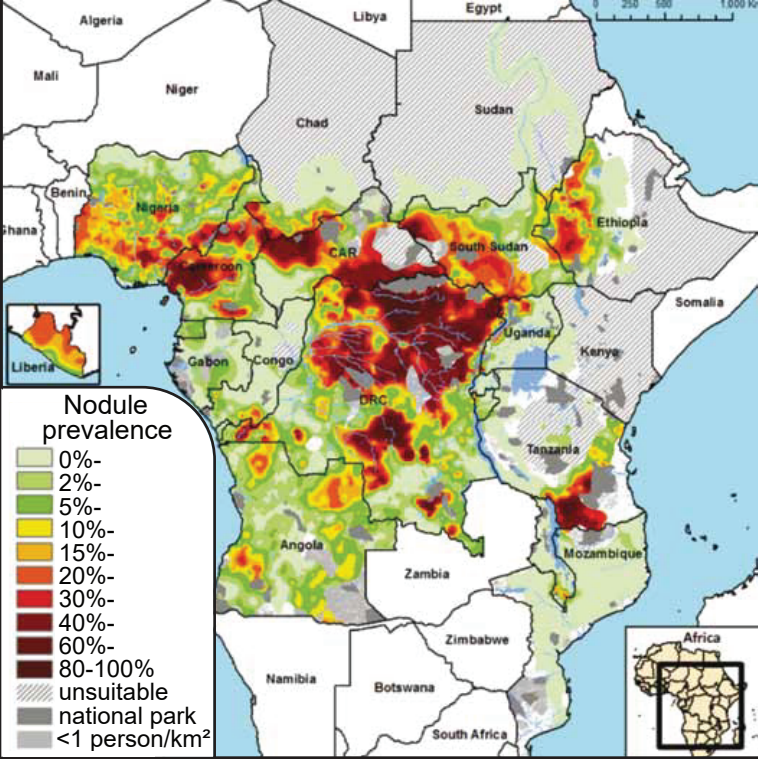 Egypt
0 250 500 1,000
Algeria
Libya
Mali
Niger
Chad
Sudan
Benin
Nigeria
Ghana
Ethiopia
CAR
South Sudan
Cameroon
Somalia
Uganda
Kenya
Gabon
Congo
Liberia
DRC
Tanzania
Nodule
prevalence
0%-
2%-
5%-
10%-
15%-
20%-
30%-
40%-
60%-
80-100%
unsuitable
national park
<1 person/km²
Angola
Mozambique
Zambia
Zimbabwe
Africa
Namibia
Botswana
South Africa